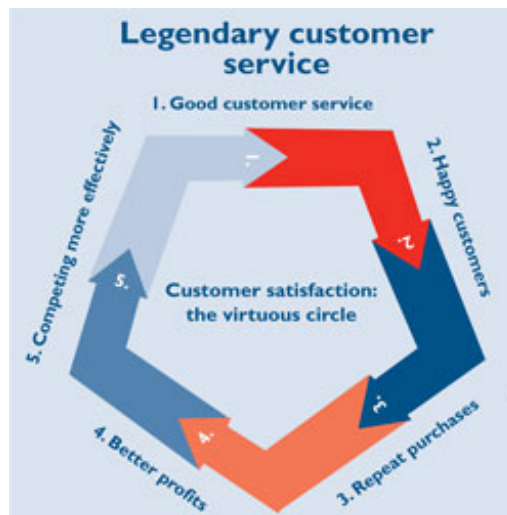 Legendary customer
service
1. Good customer service
2. Happy customers
3. Repeat purchases
4. Better profits
5. Competing more effectively
1.
2.
3.
4.
5.
Customer satisfaction:
the virtuous circle